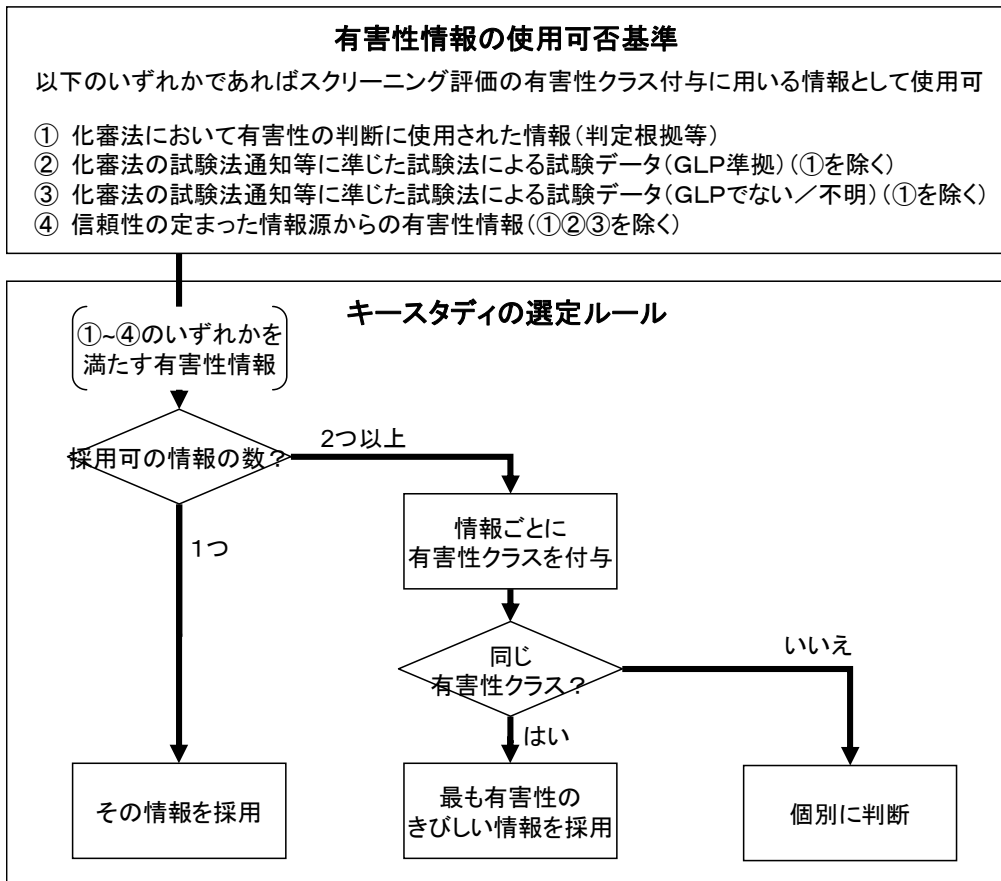 有害性情報の使用可否基準
以下のいずれかであればスクリーニング評価の有害性クラス付与に用いる情報として使用可
① 化審法において有害性の判断に使用された情報(判定根拠等)
② 化審法の試験法通知等に準じた試験法による試験データ(GLP準拠)(①を除く)
③ 化審法の試験法通知等に準じた試験法による試験データ(GLPでない／不明)(①を除く)
④ 信頼性の定まった情報源からの有害性情報(①②③を除く)
キースタディの選定ルール
①~④のいずれかを
満たす有害性情報
採用可の情報の数？
2つ以上
1つ
情報ごとに
有害性クラスを付与
同じ
有害性クラス？
いいえ
はい
その情報を採用
最も有害性の
きびしい情報を採用
個別に判断